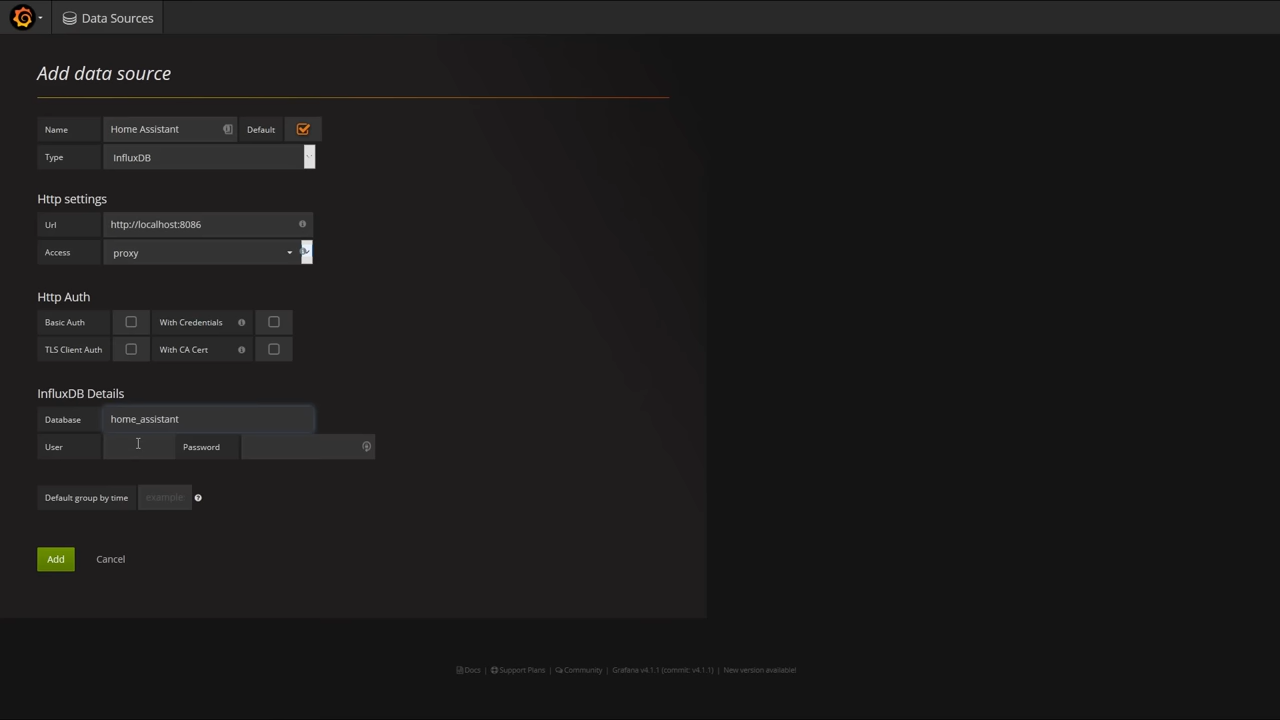 Data Sources
Add data source
Name Home Assistant Default
Type InfluxDB
Http settings
Url http://localhost:8086
Access proxy
Http Auth
Basic Auth With Credentials
TLS Client Auth With CA Cert
InfluxDB Details
Database home_assistant
User Password
Default group by time example
Add Cancel
Docs | Support Plans | Community | Grafana v4.1.1 (commit: v4.1.1) | New version available!